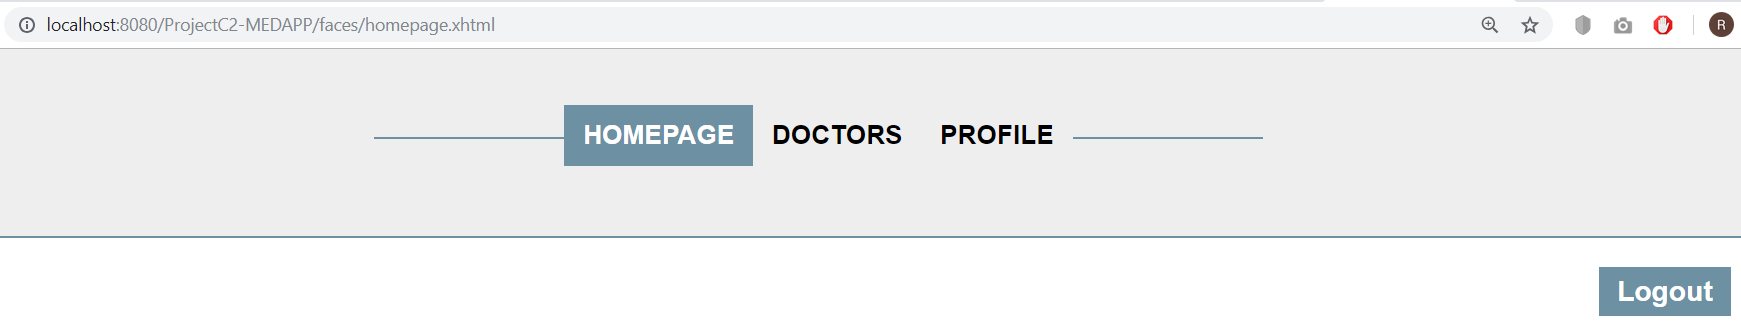 localhost:8080/ProjectC2-MEDAPP/faces/homepage.xhtml
R
HOMEPAGE DOCTORS PROFILE
Logout